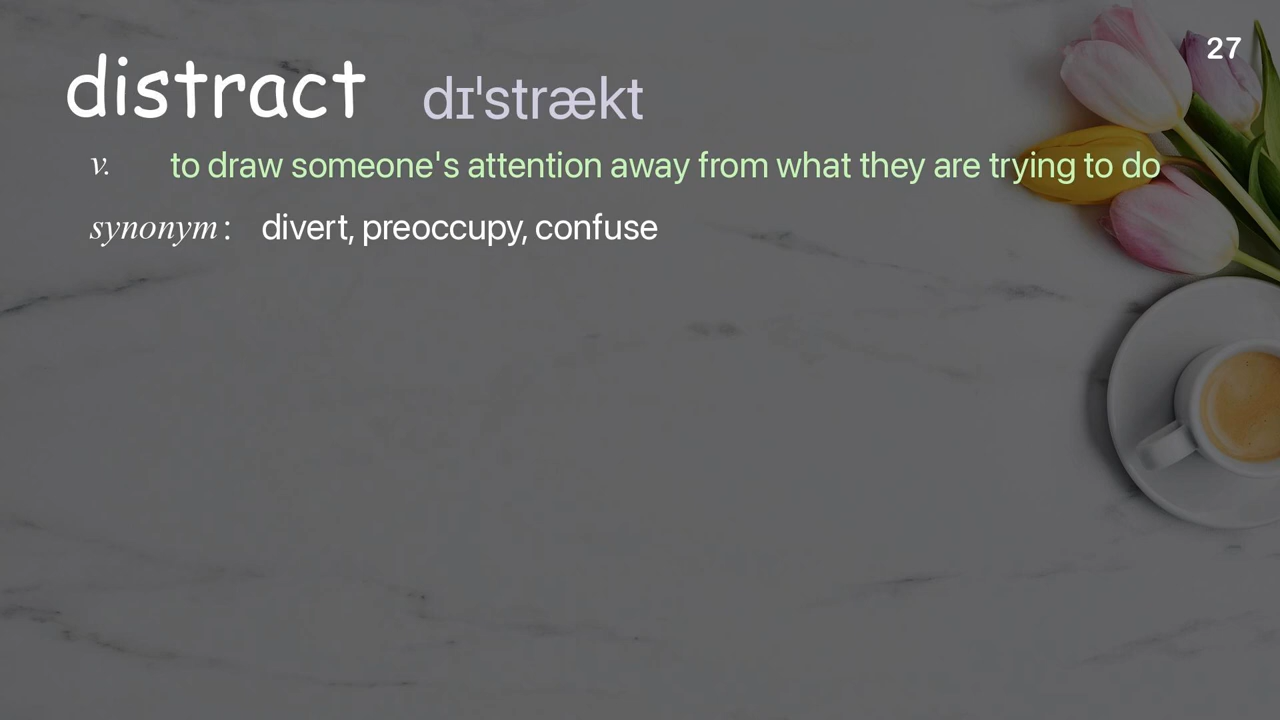 27
distract dɪ'strækt
v. to draw someone's attention away from what they are trying to do
synonym: divert, preoccupy, confuse